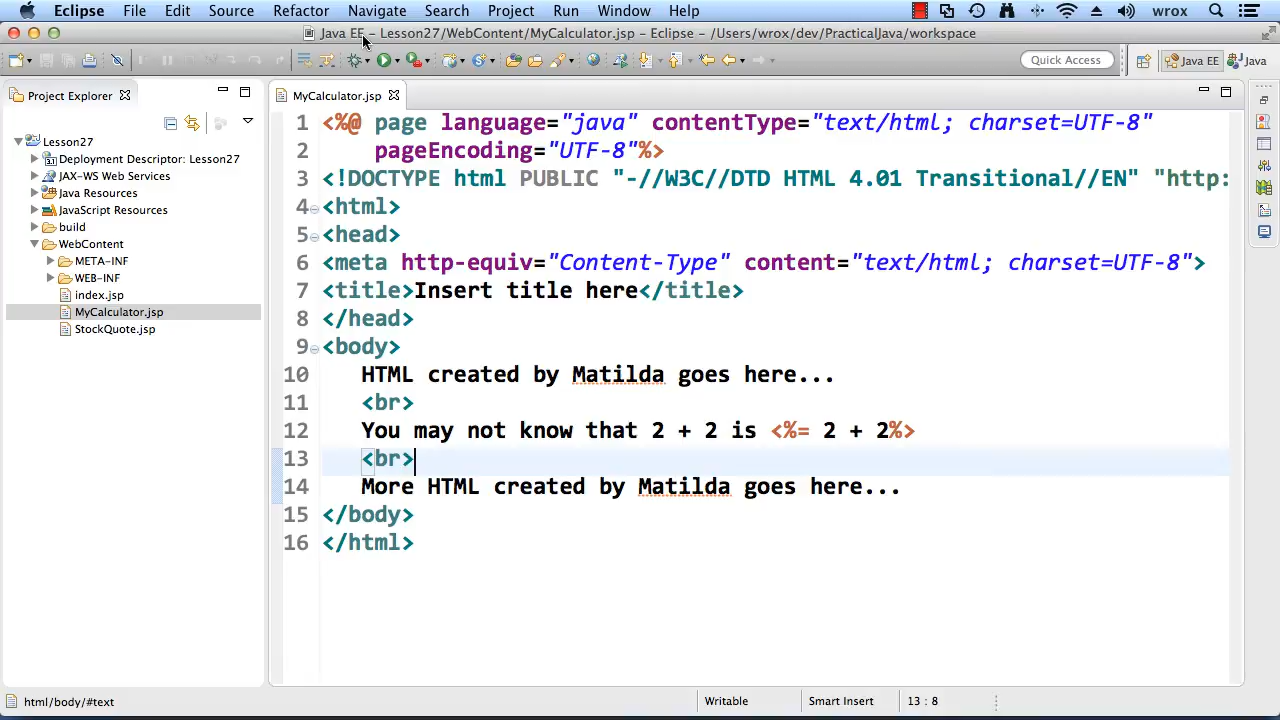 Eclipse File Edit Source Refactor Navigate Search Project Run Window Help wrox
Java EE – Lesson27/WebContent/MyCalculator.jsp – Eclipse – /Users/wrox/dev/PracticalJava/workspace
Quick Access Java EE Java
Project Explorer
MyCalculator.jsp
Lesson27
Deployment Descriptor: Lesson27
JAX-WS Web Services
Java Resources
JavaScript Resources
build
WebContent
META-INF
WEB-INF
index.jsp
MyCalculator.jsp
StockQuote.jsp
1 <%@ page language="java" contentType="text/html; charset=UTF-8"
2 pageEncoding="UTF-8"%>
3 <!DOCTYPE html PUBLIC "-//W3C//DTD HTML 4.01 Transitional//EN" "http:
4 <html>
5 <head>
6 <meta http-equiv="Content-Type" content="text/html; charset=UTF-8">
7 <title>Insert title here</title>
8 </head>
9 <body>
10 HTML created by Matilda goes here...
11 <br>
12 You may not know that 2 + 2 is <%= 2 + 2%>
13 <br>
14 More HTML created by Matilda goes here...
15 </body>
16 </html>
html/body/#text Writable Smart Insert 13 : 8